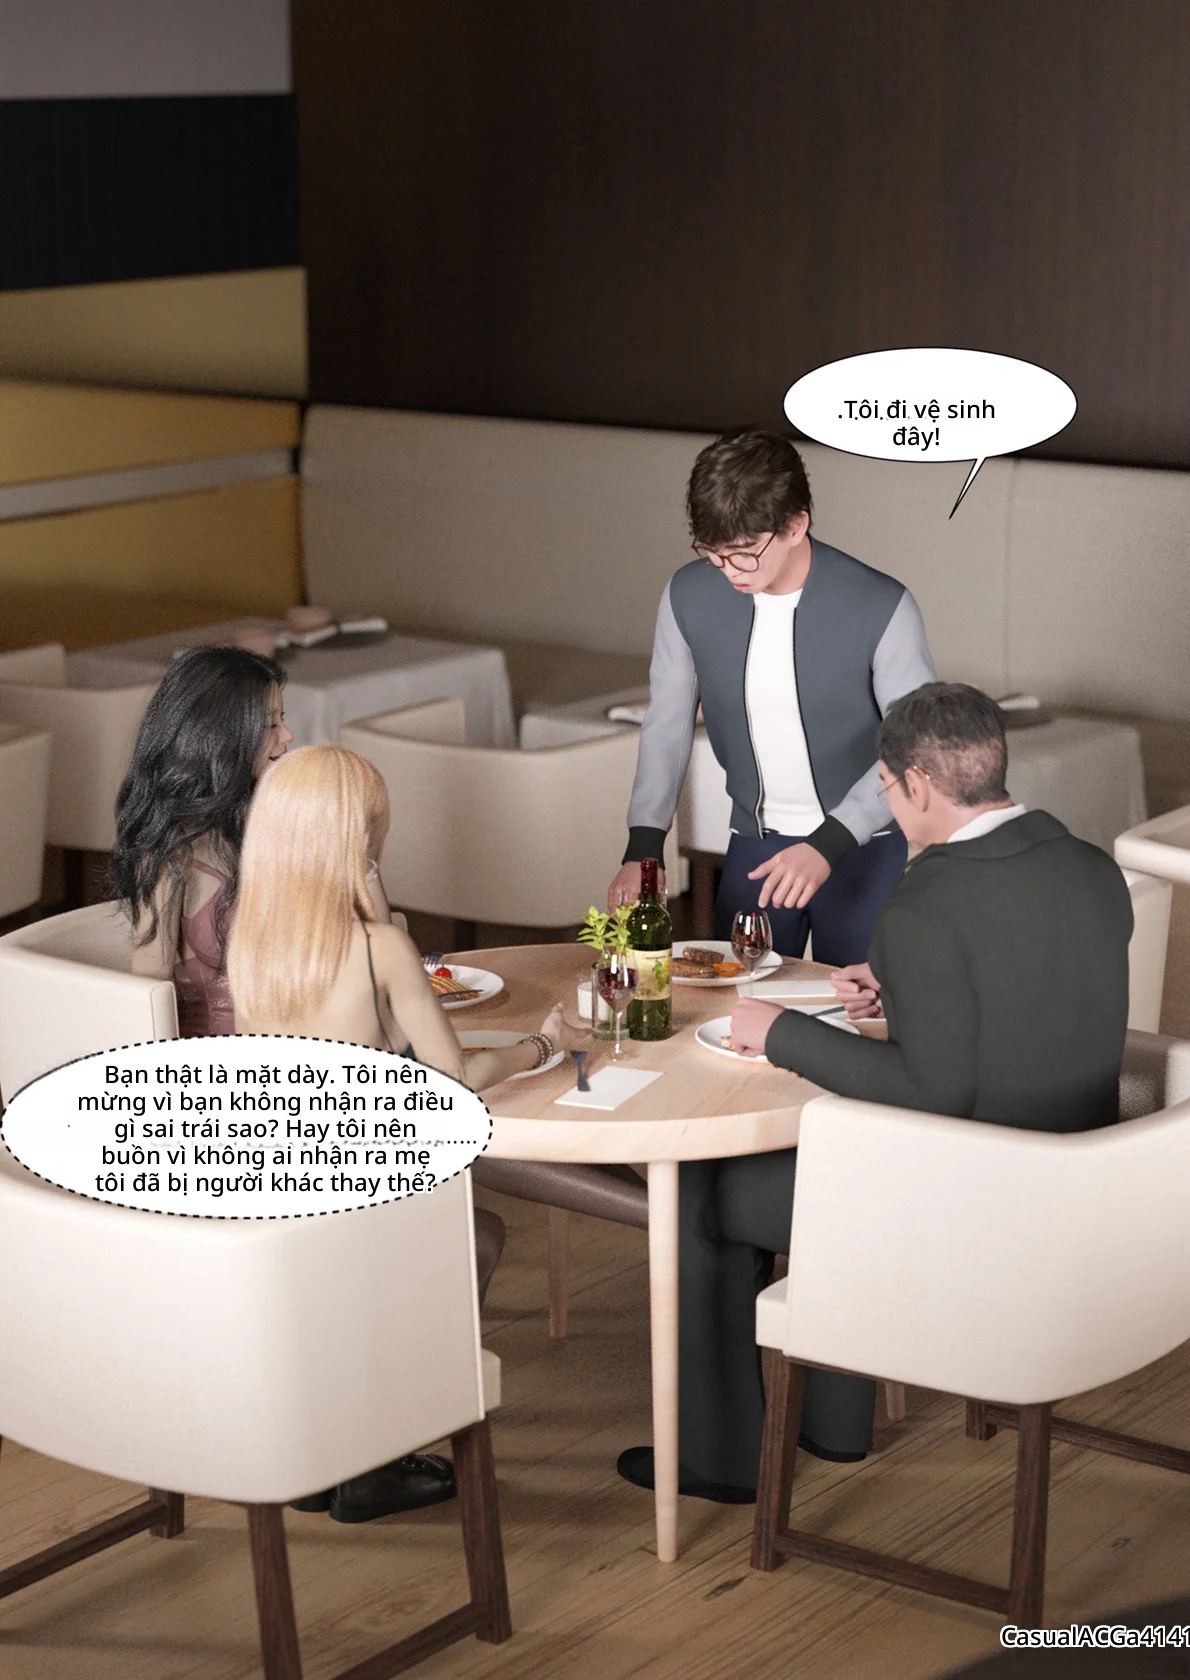 .Tôi đi vệ sinh
đây!
Bạn thật là mặt dày. Tôi nên
mừng vì bạn không nhận ra điều
gì sai trái sao? Hay tôi nên
buồn vì không ai nhận ra mẹ
tôi đã bị người khác thay thế?
CasualACGa4141